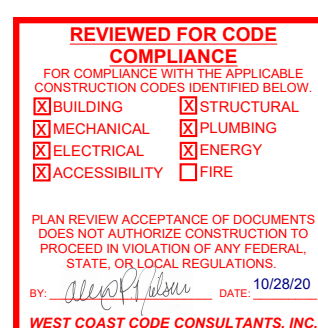 REVIEWED FOR CODE
COMPLIANCE
FOR COMPLIANCE WITH THE APPLICABLE
CONSTRUCTION CODES IDENTIFIED BELOW.
X BUILDING X STRUCTURAL
X MECHANICAL X PLUMBING
X ELECTRICAL X ENERGY
X ACCESSIBILITY FIRE
PLAN REVIEW ACCEPTANCE OF DOCUMENTS
DOES NOT AUTHORIZE CONSTRUCTION TO
PROCEED IN VIOLATION OF ANY FEDERAL,
STATE, OR LOCAL REGULATIONS.
BY: DATE: 10/28/20
WEST COAST CODE CONSULTANTS, INC.